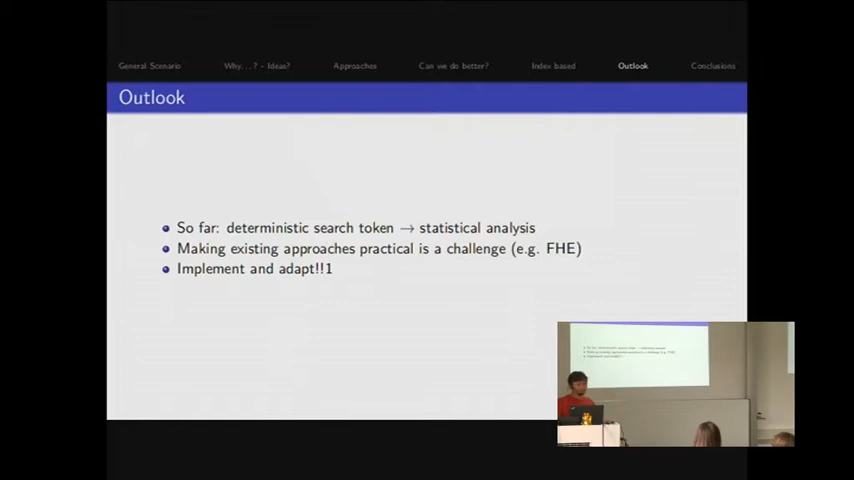 General Scenario Why...? - Ideas? Approaches Can we do better? Index based Outlook Conclusions
Outlook
So far: deterministic search token → statistical analysis
Making existing approaches practical is a challenge (e.g. FHE)
Implement and adapt!!1